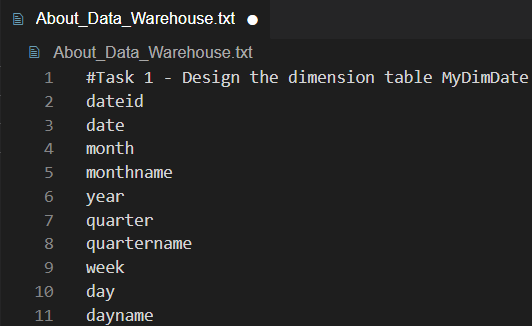 About_Data_Warehouse.txt
About_Data_Warehouse.txt
1 #Task 1 - Design the dimension table MyDimDate
2 dateid
3 date
4 month
5 monthname
6 year
7 quarter
8 quartername
9 week
10 day
11 dayname